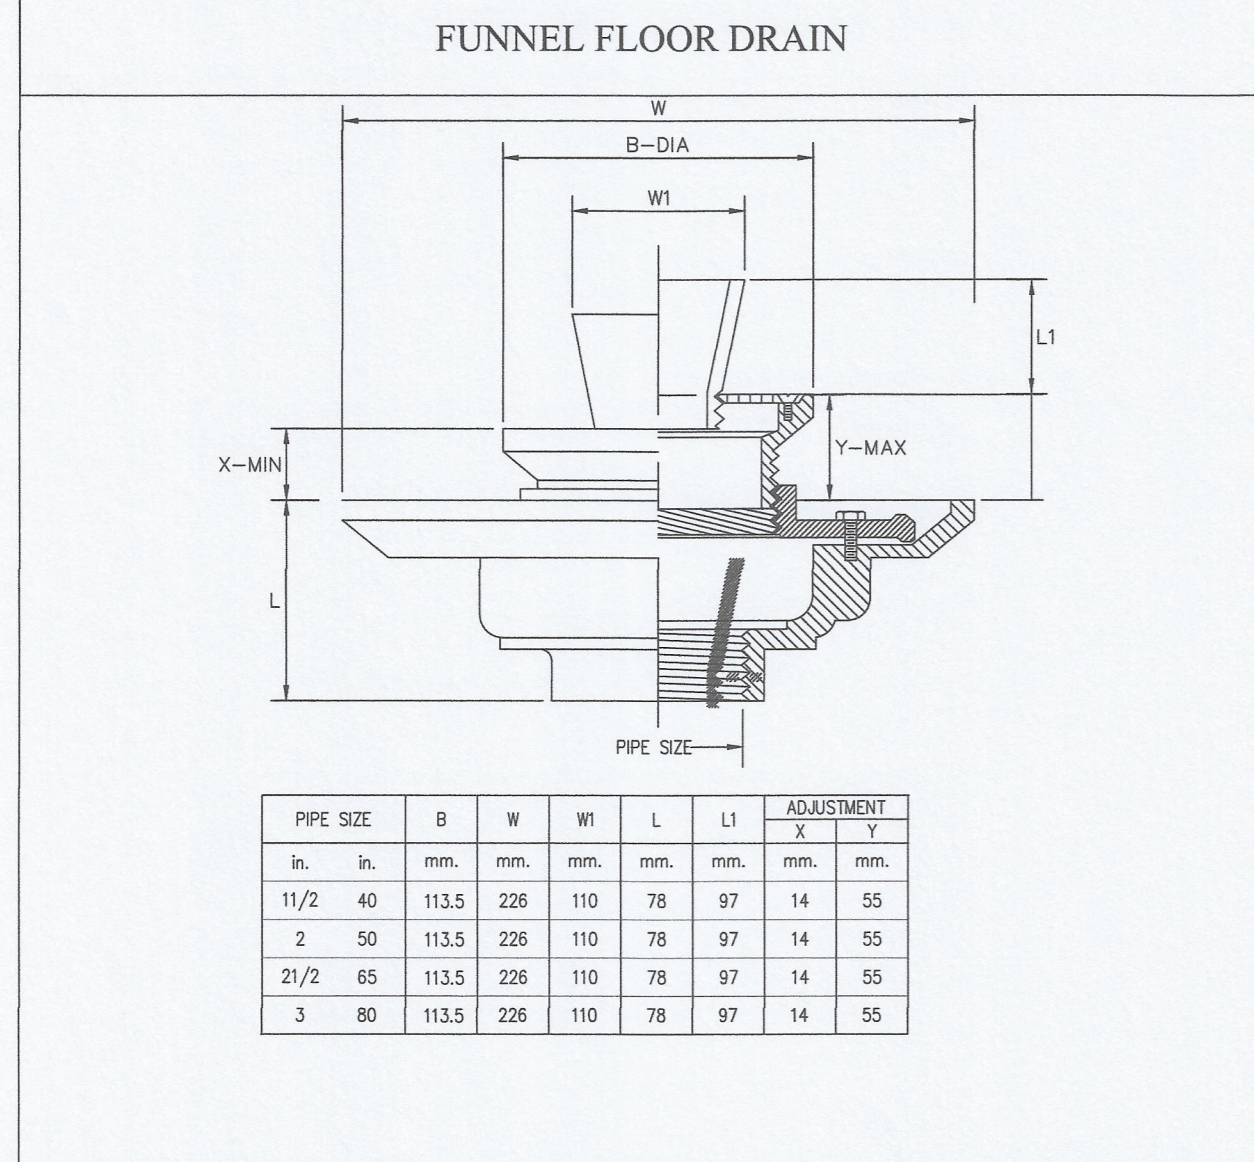 FUNNEL FLOOR DRAIN
W
B-DIA
W1
L1
Y-MAX
X-MIN
L
PIPE SIZE
PIPE SIZE B W W1 L L1 ADJUSTMENT
X Y
in. in. mm. mm. mm. mm. mm. mm. mm.
11/2 40 113.5 226 110 78 97 14 55
2 50 113.5 226 110 78 97 14 55
21/2 65 113.5 226 110 78 97 14 55
3 80 113.5 226 110 78 97 14 55